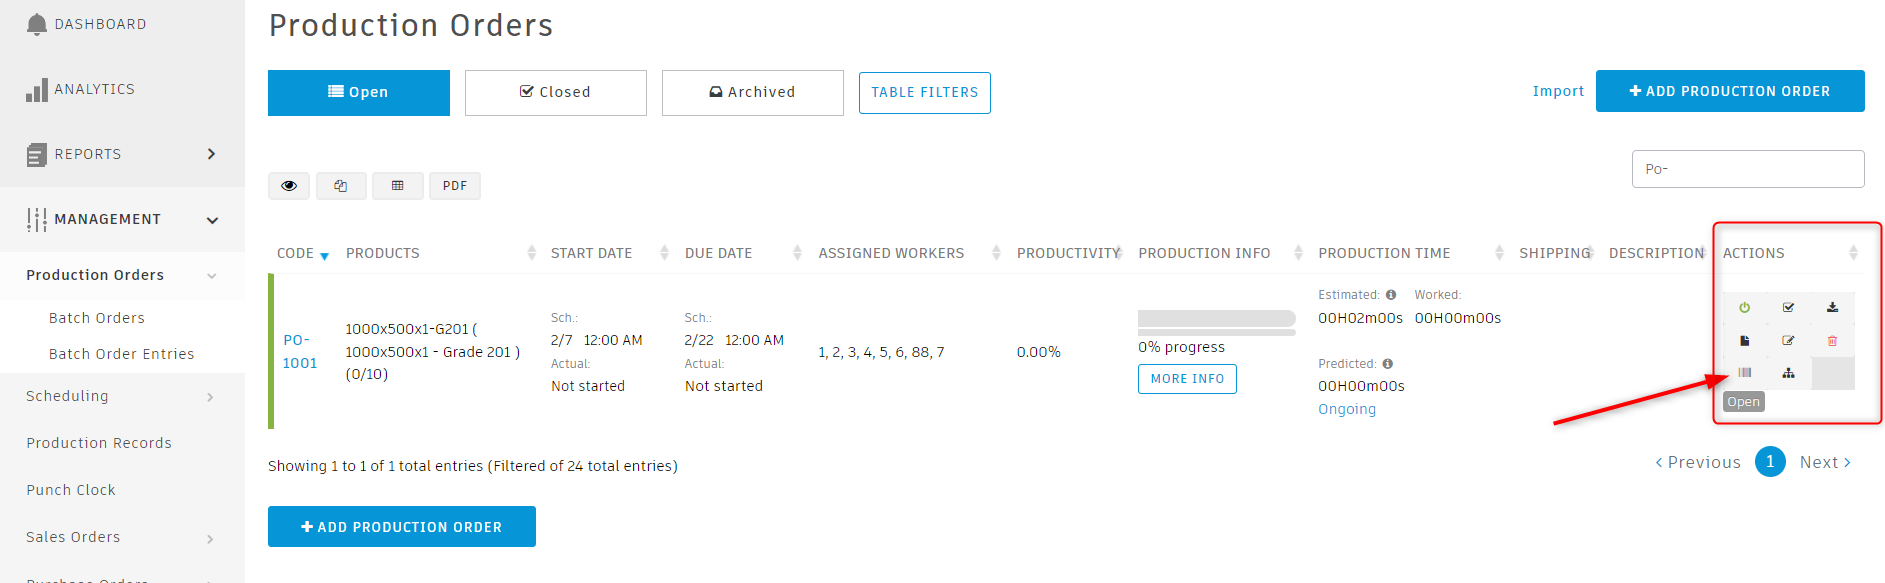 DASHBOARD
ANALYTICS
REPORTS
MANAGEMENT
Production Orders
Batch Orders
Batch Order Entries
Scheduling
Production Records
Punch Clock
Sales Orders
Purchase Orders
Production Orders
Open
Closed
Archived
TABLE FILTERS
Import
ADD PRODUCTION ORDER
Po-
PDF
CODE PRODUCTS START DATE DUE DATE ASSIGNED WORKERS PRODUCTIVITY PRODUCTION INFO PRODUCTION TIME SHIPPING DESCRIPTION ACTIONS
PO-
1001
1000x500x1-G201 (
1000x500x1 - Grade 201 )
(0/10)
Sch.:
2/7 12:00 AM
Actual:
Not started
Sch.:
2/22 12:00 AM
Actual:
Not started
1, 2, 3, 4, 5, 6, 88, 7
0.00%
0% progress
MORE INFO
Estimated: Worked:
00H02m00s 00H00m00s
Predicted:
00H00m00s
Ongoing
Open
Showing 1 to 1 of 1 total entries (Filtered of 24 total entries)
Previous 1 Next
ADD PRODUCTION ORDER